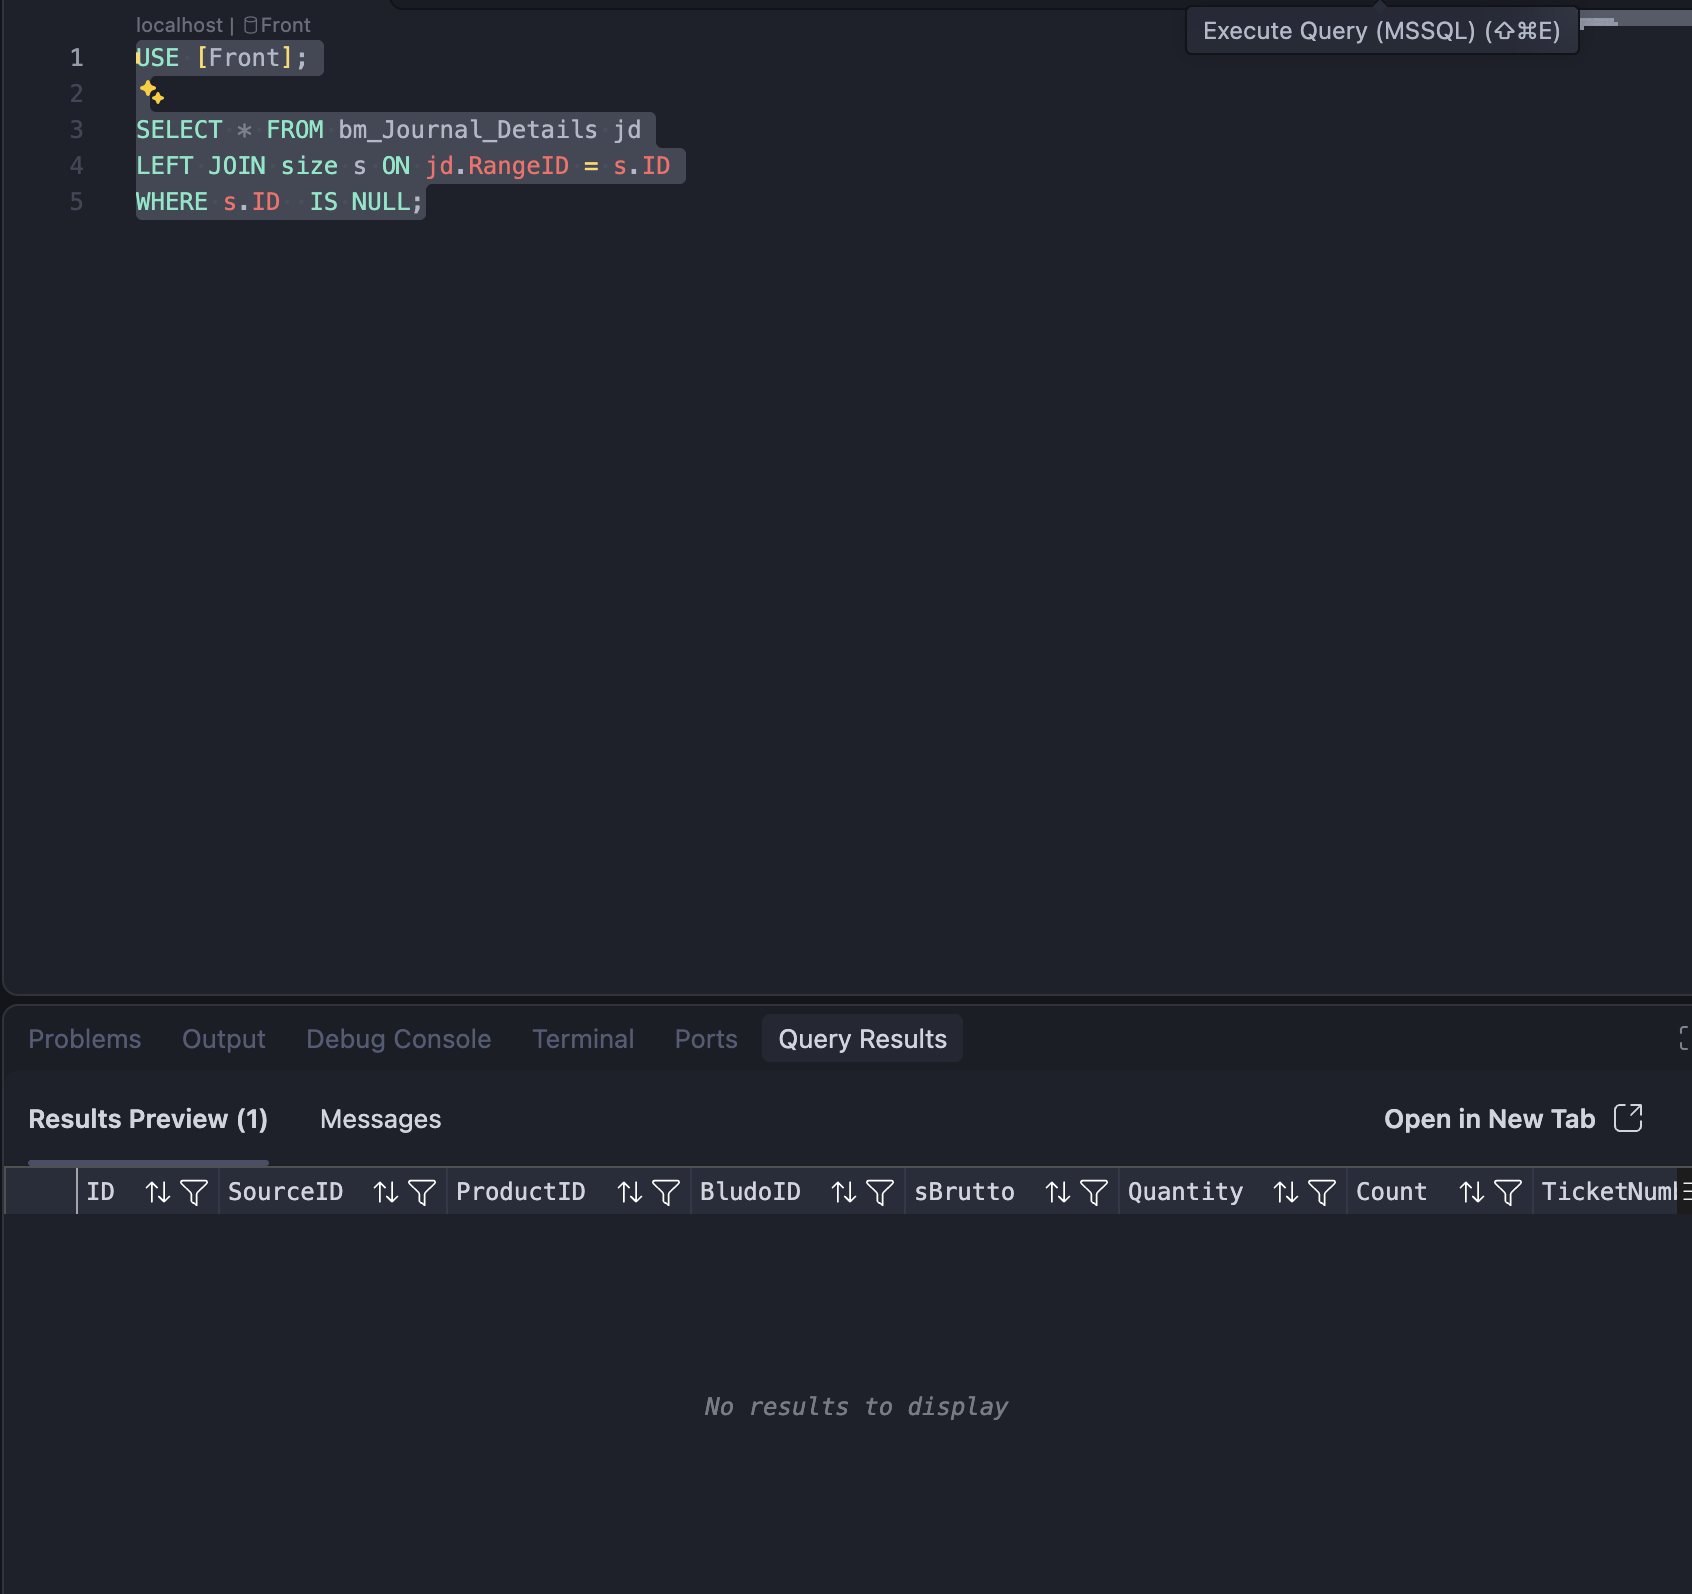 localhost | Front
Execute Query (MSSQL) (⇧⌘E)
1 USE [Front];
2
3 SELECT * FROM bm_Journal_Details jd
4 LEFT JOIN size s ON jd.RangeID = s.ID
5 WHERE s.ID  IS NULL;
Problems Output Debug Console Terminal Ports Query Results
Results Preview (1) Messages Open in New Tab
ID SourceID ProductID BludoID sBrutto Quantity Count TicketNum
No results to display